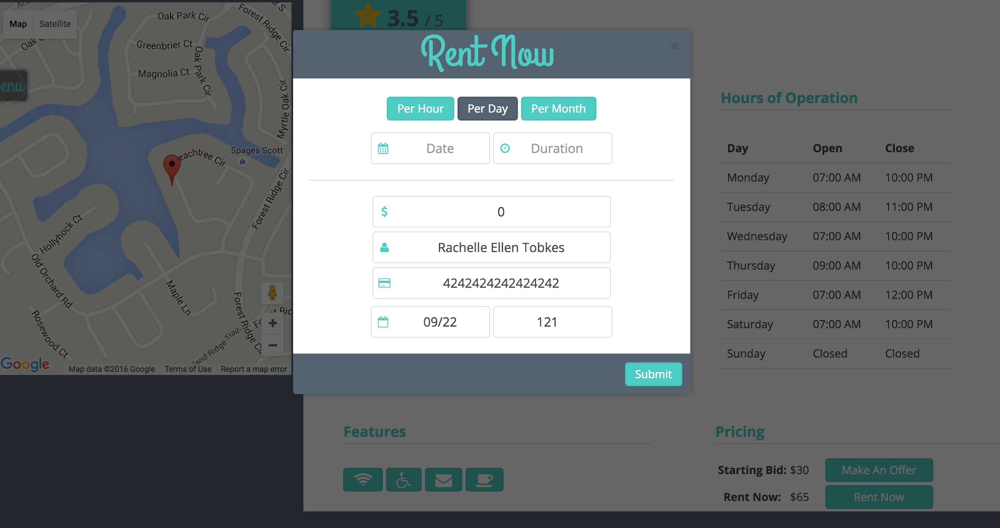 Map Satellite
Oak Park Cir
Forest Ridge Cir
Greenbrier Ct
Oak Park Cir
Magnolia Ct
Myrtle Oak Cir
enu
Spages Scott
eachtree Cir
Forest Ridge Cir
Hollyhock Ct
Old Orchard Rd
Maple Ln
Forest Ridge Cir
Rosewood Ct
Island Ridge Trail
Google
Map data ©2016 Google Terms of Use Report a map error
3.5 / 5
Rent Now
Per Hour Per Day Per Month
Date Duration
$ 0
Rachelle Ellen Tobkes
4242424242424242
09/22 121
Submit
Hours of Operation
Day Open Close
Monday 07:00 AM 10:00 PM
Tuesday 08:00 AM 11:00 PM
Wednesday 07:00 AM 10:00 PM
Thursday 09:00 AM 10:00 PM
Friday 07:00 AM 12:00 PM
Saturday 07:00 AM 10:00 PM
Sunday Closed Closed
Features
Pricing
Starting Bid: $30 Make An Offer
Rent Now: $65 Rent Now